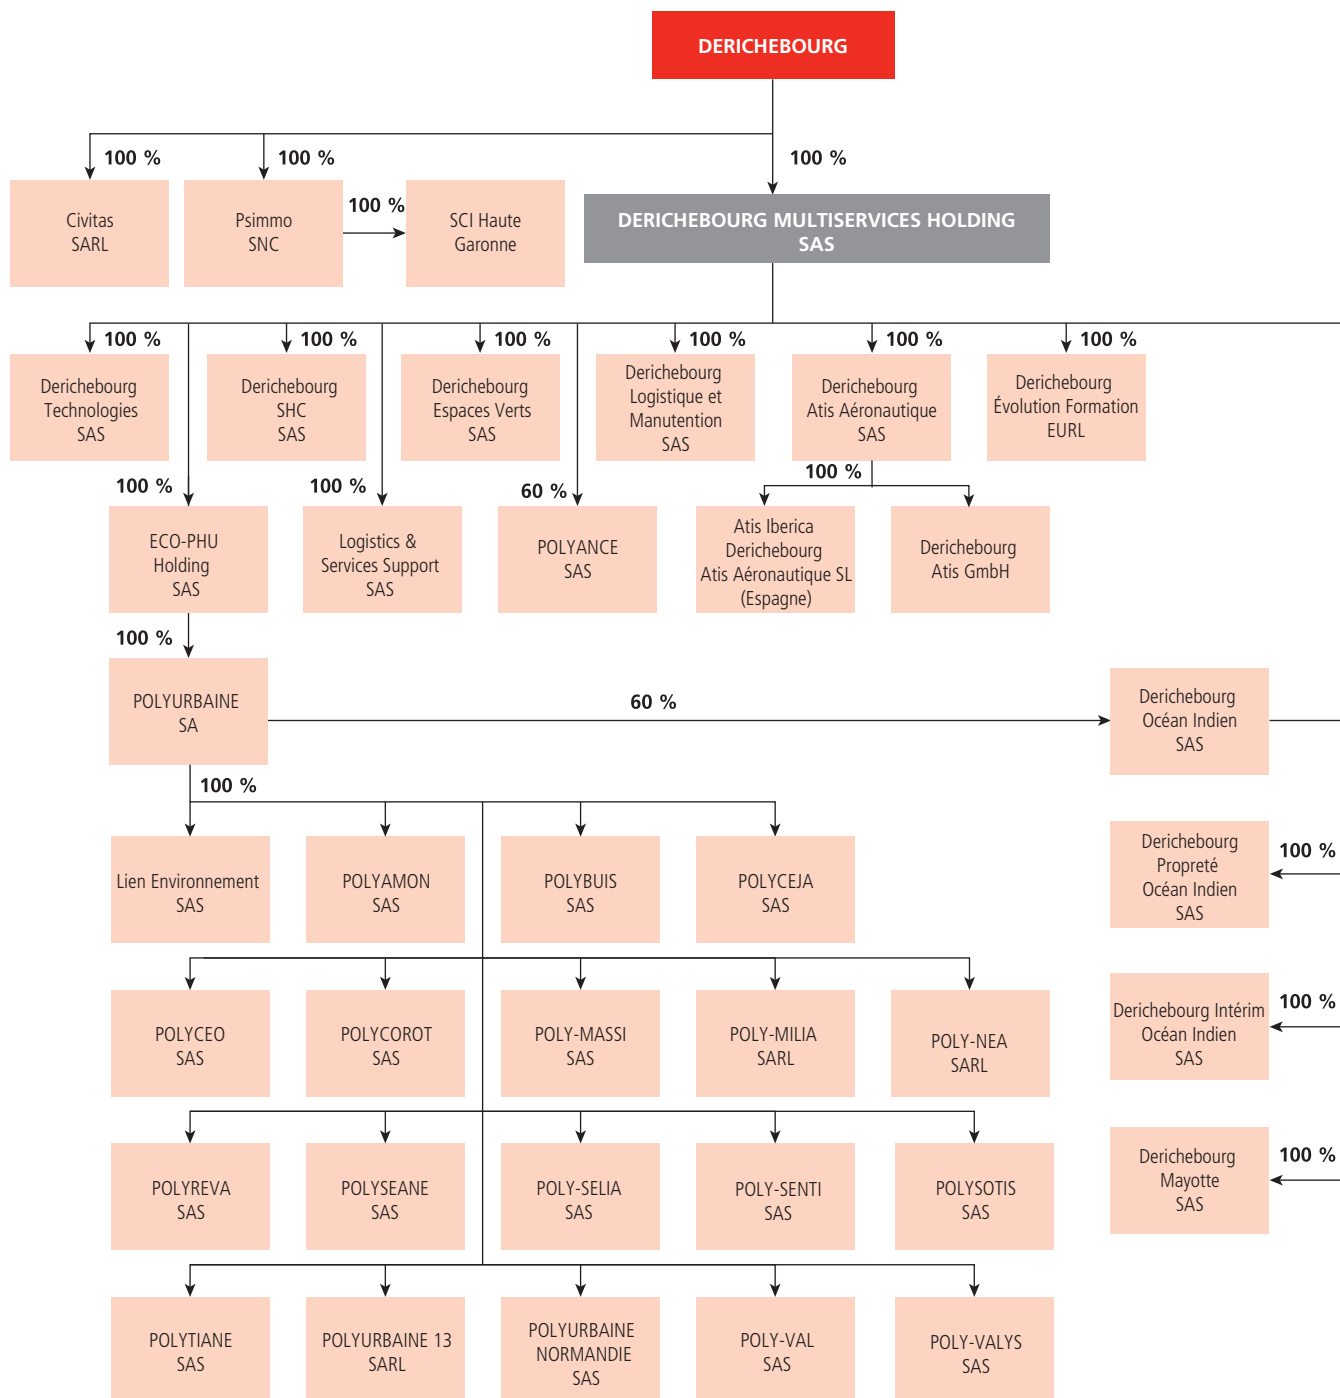 DERICHEBOURG
100 %
100 %
100 %
Civitas
SARL
Psimmo
SNC
100 %
SCI Haute
Garonne
DERICHEBOURG MULTISERVICES HOLDING
SAS
100 %
100 %
100 %
100 %
100 %
100 %
Derichebourg
Technologies
SAS
Derichebourg
SHC
SAS
Derichebourg
Espaces Verts
SAS
Derichebourg
Logistique et
Manutention
SAS
Derichebourg
Atis Aéronautique
SAS
Derichebourg
Évolution Formation
EURL
100 %
100 %
60 %
100 %
ECO-PHU
Holding
SAS
Logistics &
Services Support
SAS
POLYANCE
SAS
Atis Iberica
Derichebourg
Atis Aéronautique SL
(Espagne)
Derichebourg
Atis GmbH
100 %
POLYURBAINE
SA
60 %
Derichebourg
Océan Indien
SAS
100 %
Lien Environnement
SAS
POLYAMON
SAS
POLYBUIS
SAS
POLYCEJA
SAS
Derichebourg
Propreté
Océan Indien
SAS
100 %
POLYCEO
SAS
POLYCOROT
SAS
POLY-MASSI
SAS
POLY-MILIA
SARL
POLY-NEA
SARL
Derichebourg Intérim
Océan Indien
SAS
100 %
POLYREVA
SAS
POLYSEANE
SAS
POLY-SELIA
SAS
POLY-SENTI
SAS
POLYSOTIS
SAS
Derichebourg
Mayotte
SAS
100 %
POLYTIANE
SAS
POLYURBAINE 13
SARL
POLYURBAINE
NORMANDIE
SAS
POLY-VAL
SAS
POLY-VALYS
SAS